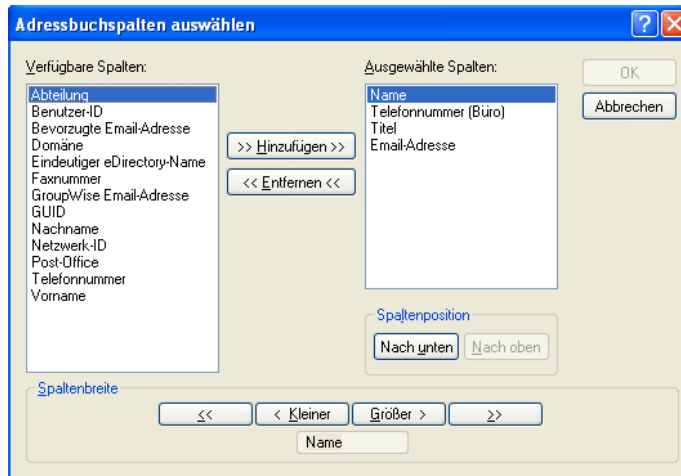 Adressbuchspalten auswählen
Verfügbare Spalten:
Abteilung
Benutzer-ID
Bevorzugte Email-Adresse
Domäne
Eindeutiger eDirectory-Name
Faxnummer
GroupWise Email-Adresse
GUID
Nachname
Netzwerk-ID
Post-Office
Telefonnummer
Vorname
>> Hinzufügen >>
<< Entfernen <<
Ausgewählte Spalten:
Name
Telefonnummer (Büro)
Titel
Email-Adresse
OK
Abbrechen
Spaltenposition
Nach unten
Nach oben
Spaltenbreite
<<
< Kleiner
Größer >
>>
Name